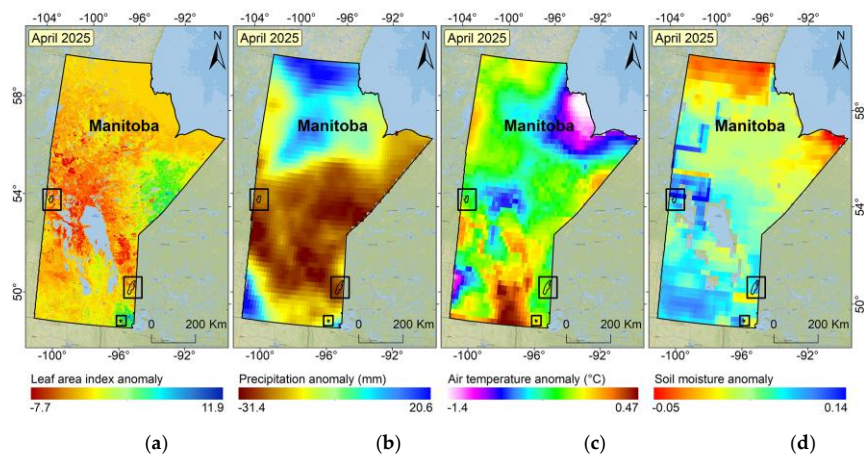 -100 -96 -92 -100 -96 -92 -100 -96 -92 -100 -96 -92
April 2025 N April 2025 N April 2025 N April 2025 N
58° 58°
Manitoba Manitoba Manitoba Manitoba
54° 54°
50° 50°
0 200 Km 0 200 Km 0 200 Km 0 200 Km
-100° -96° -92° -100° -96° -92° -100° -96° -92° -100° -96° -92°
Leaf area index anomaly Precipitation anomaly (mm) Air temperature anomaly (°C) Soil moisture anomaly
-7.7 11.9 -31.4 20.6 -1.4 0.47 -0.05 0.14
(a) (b) (c) (d)